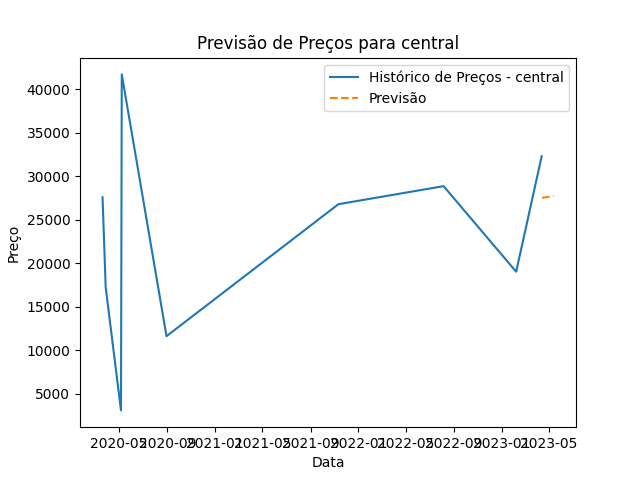 Previsão de Preços para central
Histórico de Preços - central
Previsão
Preço
40000
35000
30000
25000
20000
15000
10000
5000
2020-05 2020-09 2021-01 2021-05 2021-09 2022-01 2022-05 2022-09 2023-01 2023-05
Data